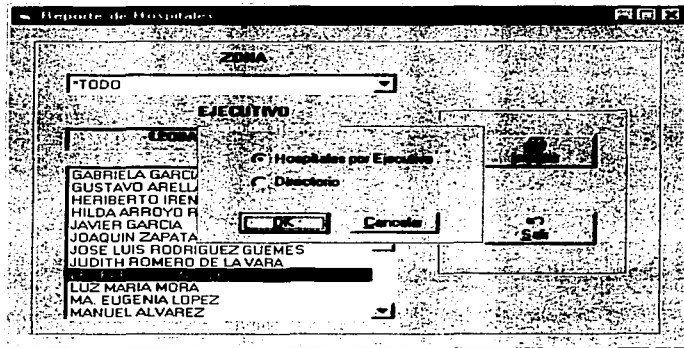 Reporte de Hospitales
ZONA
*TODO
EJECUTIVO
Hospitales por Ejecutivo
Directorio
OK
Cancelar
Salir
GABRIELA GARCI
GUSTAVO ARELLA
HERIBERTO IREN
HILDA ARROYO R
JAVIER GARCIA
JOAQUIN ZAPATA
JOSE LUIS RODRIGUEZ GUEMES
JUDITH ROMERO DE LA VARA
LUZ MARIA MORA
MA. EUGENIA LOPEZ
MANUEL ALVAREZ